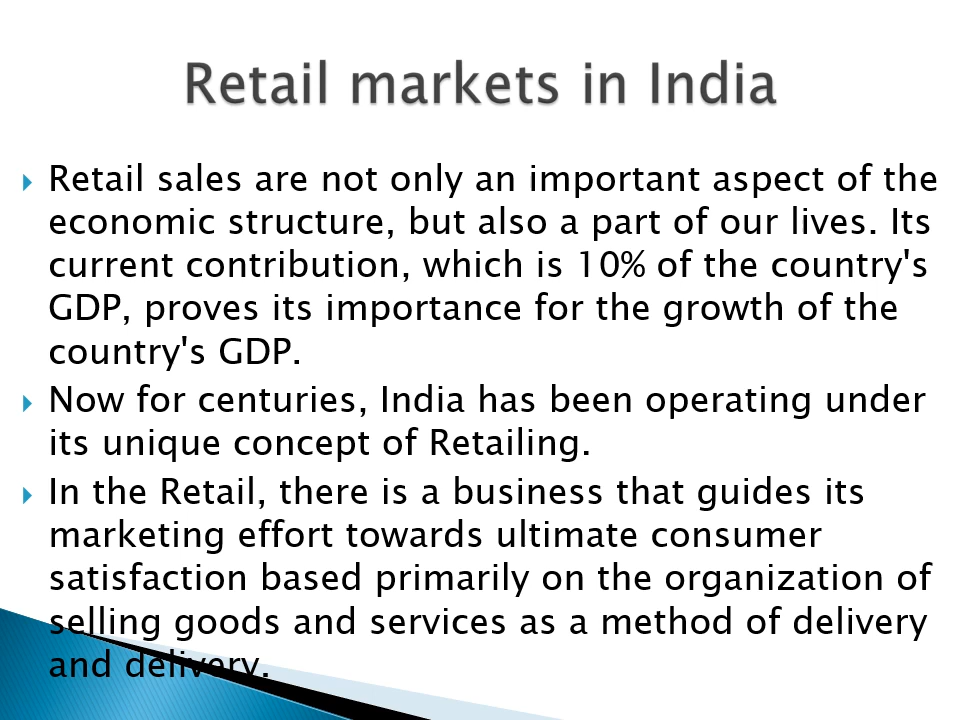 Retail markets in India
Retail sales are not only an important aspect of the
economic structure, but also a part of our lives. Its
current contribution, which is 10% of the country's
GDP, proves its importance for the growth of the
country's GDP.
Now for centuries, India has been operating under
its unique concept of Retailing.
In the Retail, there is a business that guides its
marketing effort towards ultimate consumer
satisfaction based primarily on the organization of
selling goods and services as a method of delivery
and delivery.